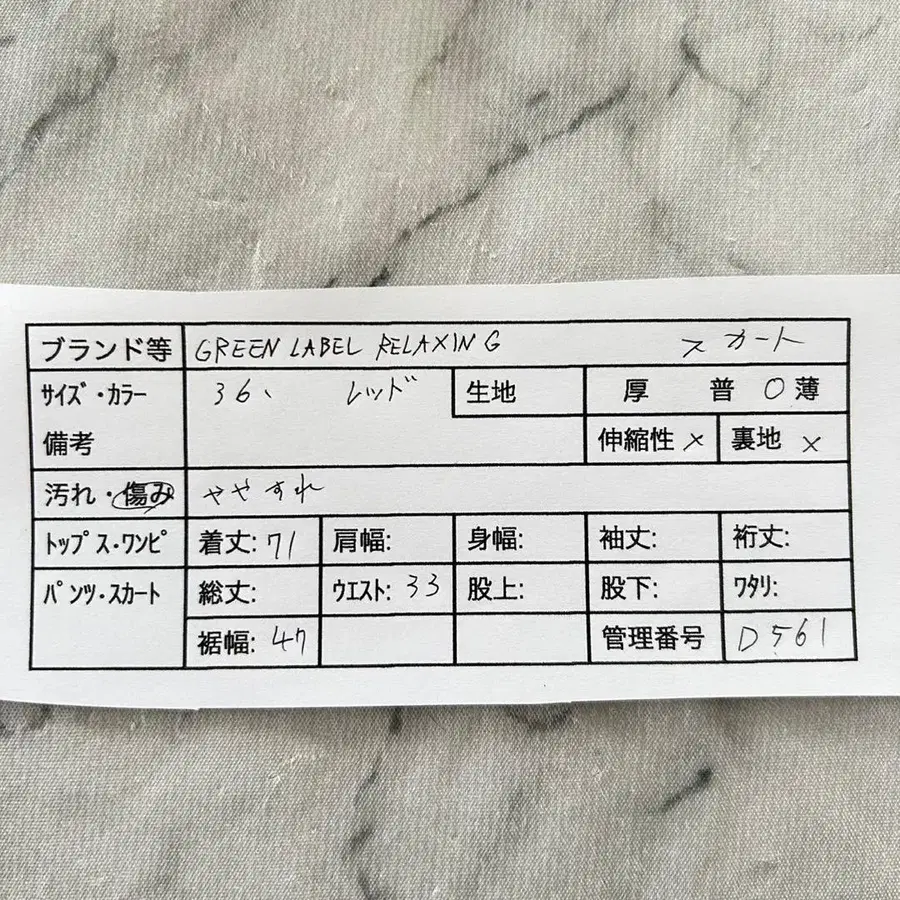 ブランド等 GREEN LABEL RELAXING スカート
サイズ・カラー 36、 レッド 生地 厚 普 〇 薄
備考 伸縮性 × 裏地 ×
汚れ・傷み ややすれ
トップス・ワンピ 着丈: 71 肩幅: 身幅: 袖丈: 裄丈:
パンツ・スカート 総丈: ウエスト: 33 股上: 股下: ワタリ:
裾幅: 47 管理番号 D561